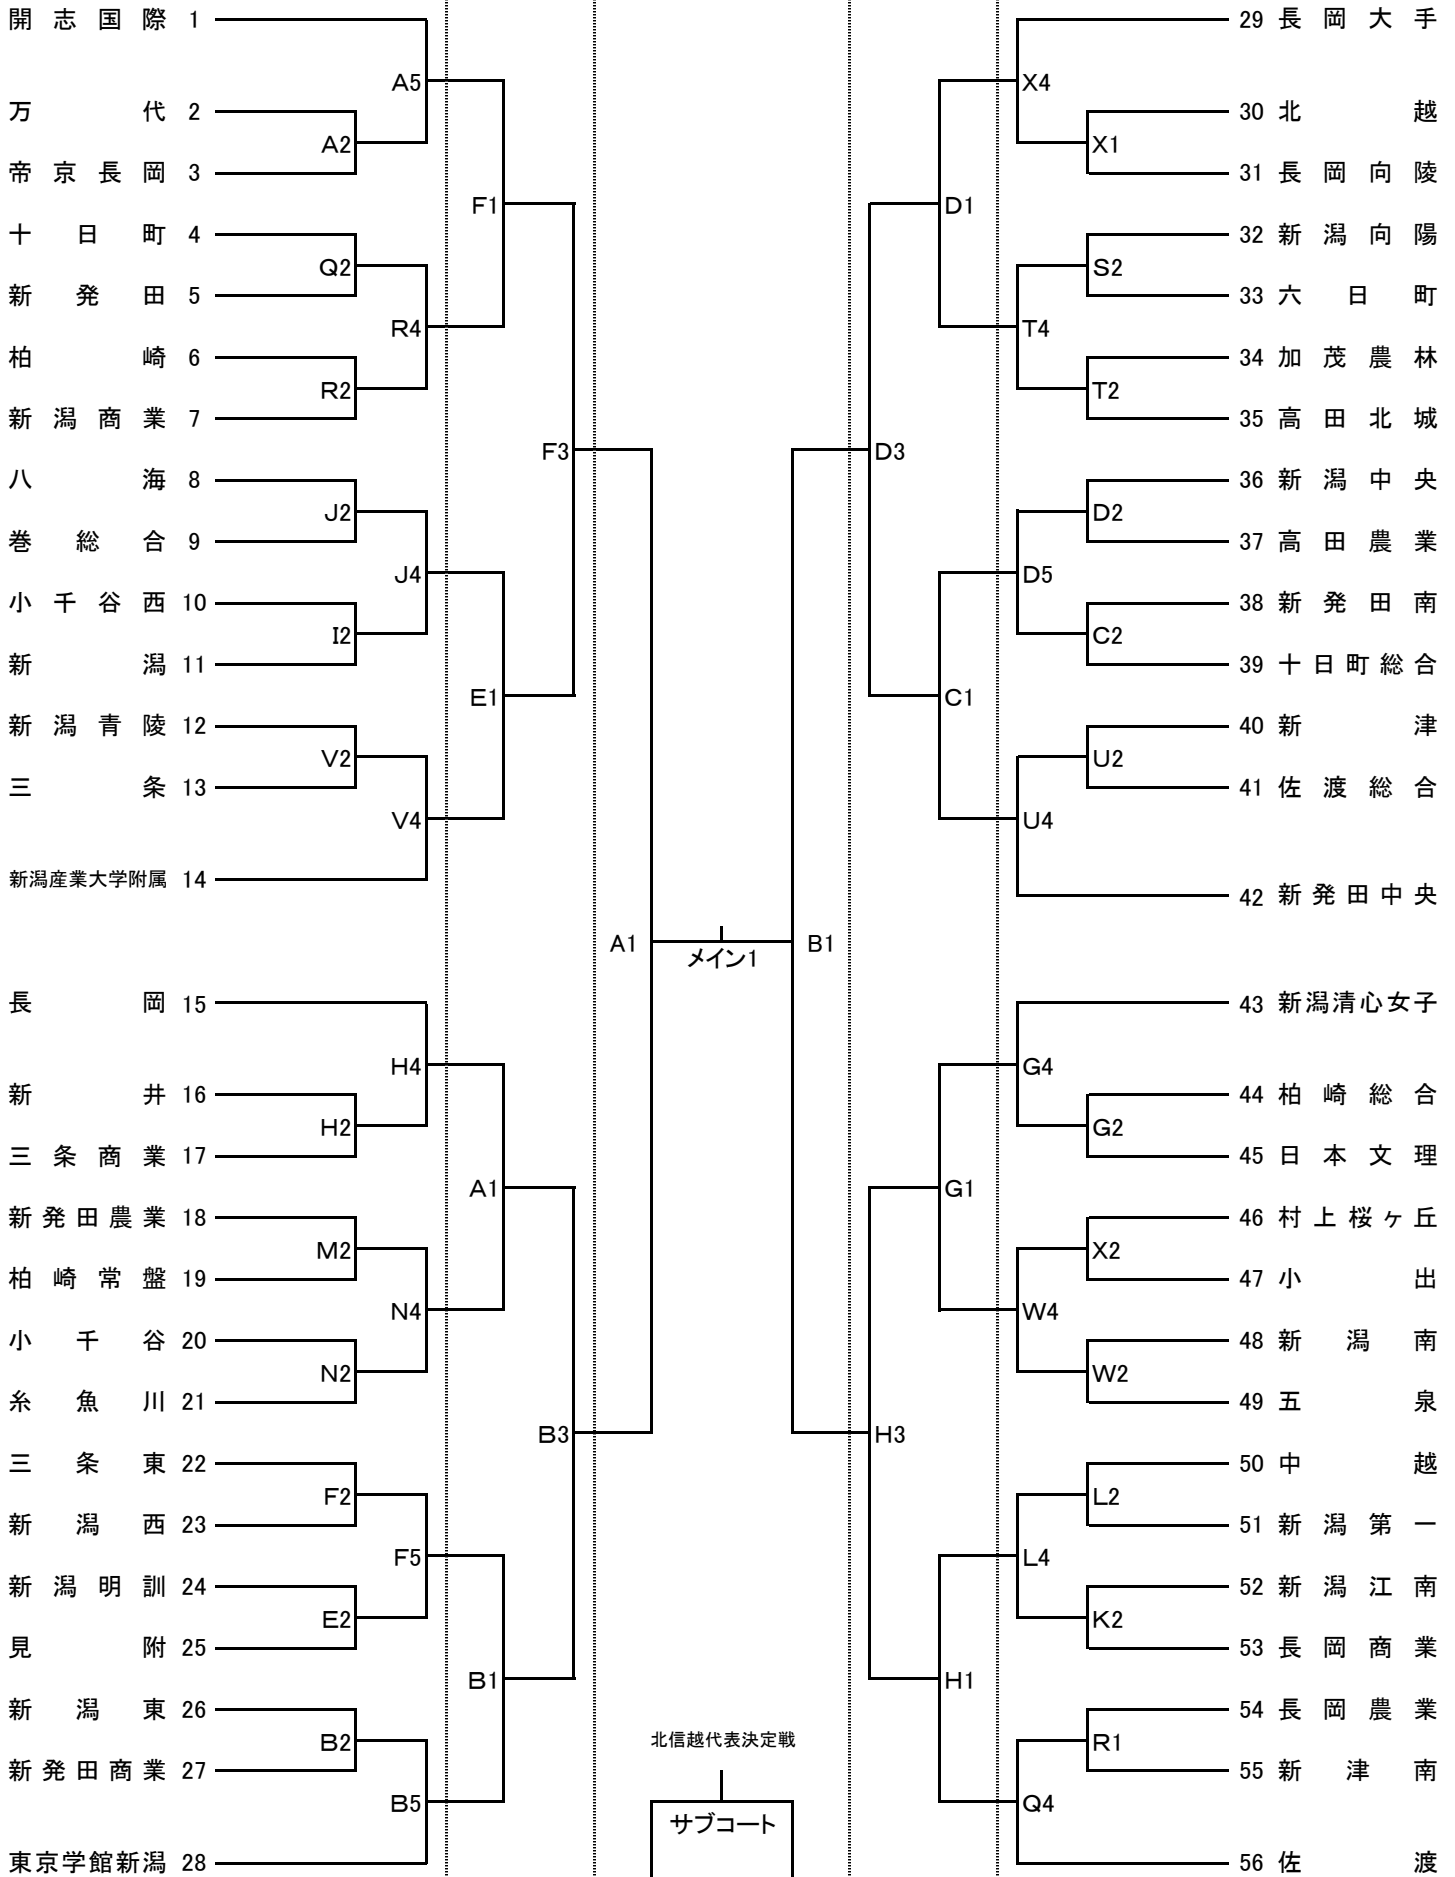 開志国際 1
A5
万代 2
A2
帝京長岡 3
F1
十日町 4
Q2
新発田 5
R4
柏崎 6
R2
新潟商業 7
F3
八海 8
J2
巻総合 9
J4
小千谷西 10
I2
新潟 11
E1
新潟青陵 12
V2
三条 13
V4
新潟産業大学附属 14
A1
長岡 15
H4
新井 16
H2
三条商業 17
A1
新発田農業 18
M2
柏崎常盤 19
N4
小千谷 20
N2
糸魚川 21
B3
三条東 22
F2
新潟西 23
F5
新潟明訓 24
E2
見附 25
B1
新潟東 26
B2
新発田商業 27
B5
東京学館新潟 28
メイン1
北信越代表決定戦
サブコート
29 長岡大手
X4
30 北越
X1
31 長岡向陵
D1
32 新潟向陽
S2
33 六日町
T4
34 加茂農林
T2
35 高田北城
D3
36 新潟中央
D2
37 高田農業
D5
38 新発田南
C2
39 十日町総合
C1
40 新津
U2
41 佐渡総合
U4
42 新発田中央
B1
43 新潟清心女子
G4
44 柏崎総合
G2
45 日本文理
G1
46 村上桜ヶ丘
X2
47 小出
W4
48 新潟南
W2
49 五泉
H3
50 中越
L2
51 新潟第一
L4
52 新潟江南
K2
53 長岡商業
H1
54 長岡農業
R1
55 新津南
Q4
56 佐渡